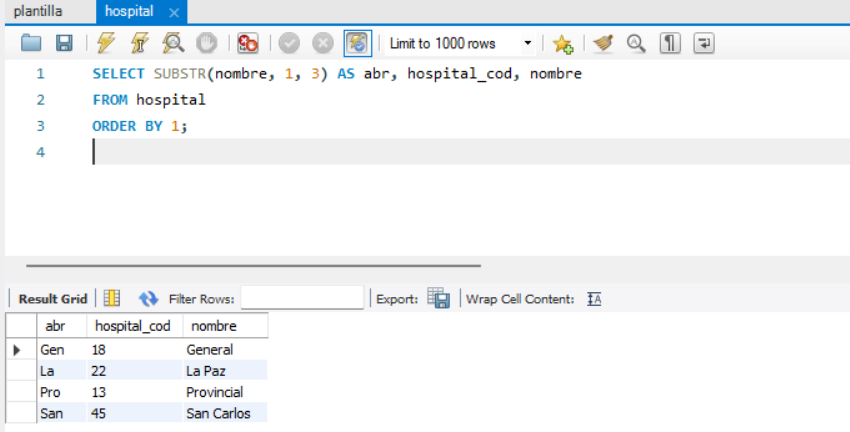 plantilla hospital
Limit to 1000 rows
1 SELECT SUBSTR(nombre, 1, 3) AS abr, hospital_cod, nombre
2 FROM hospital
3 ORDER BY 1;
4
Result Grid Filter Rows: Export: Wrap Cell Content:
abr hospital_cod nombre
Gen 18 General
La 22 La Paz
Pro 13 Provincial
San 45 San Carlos